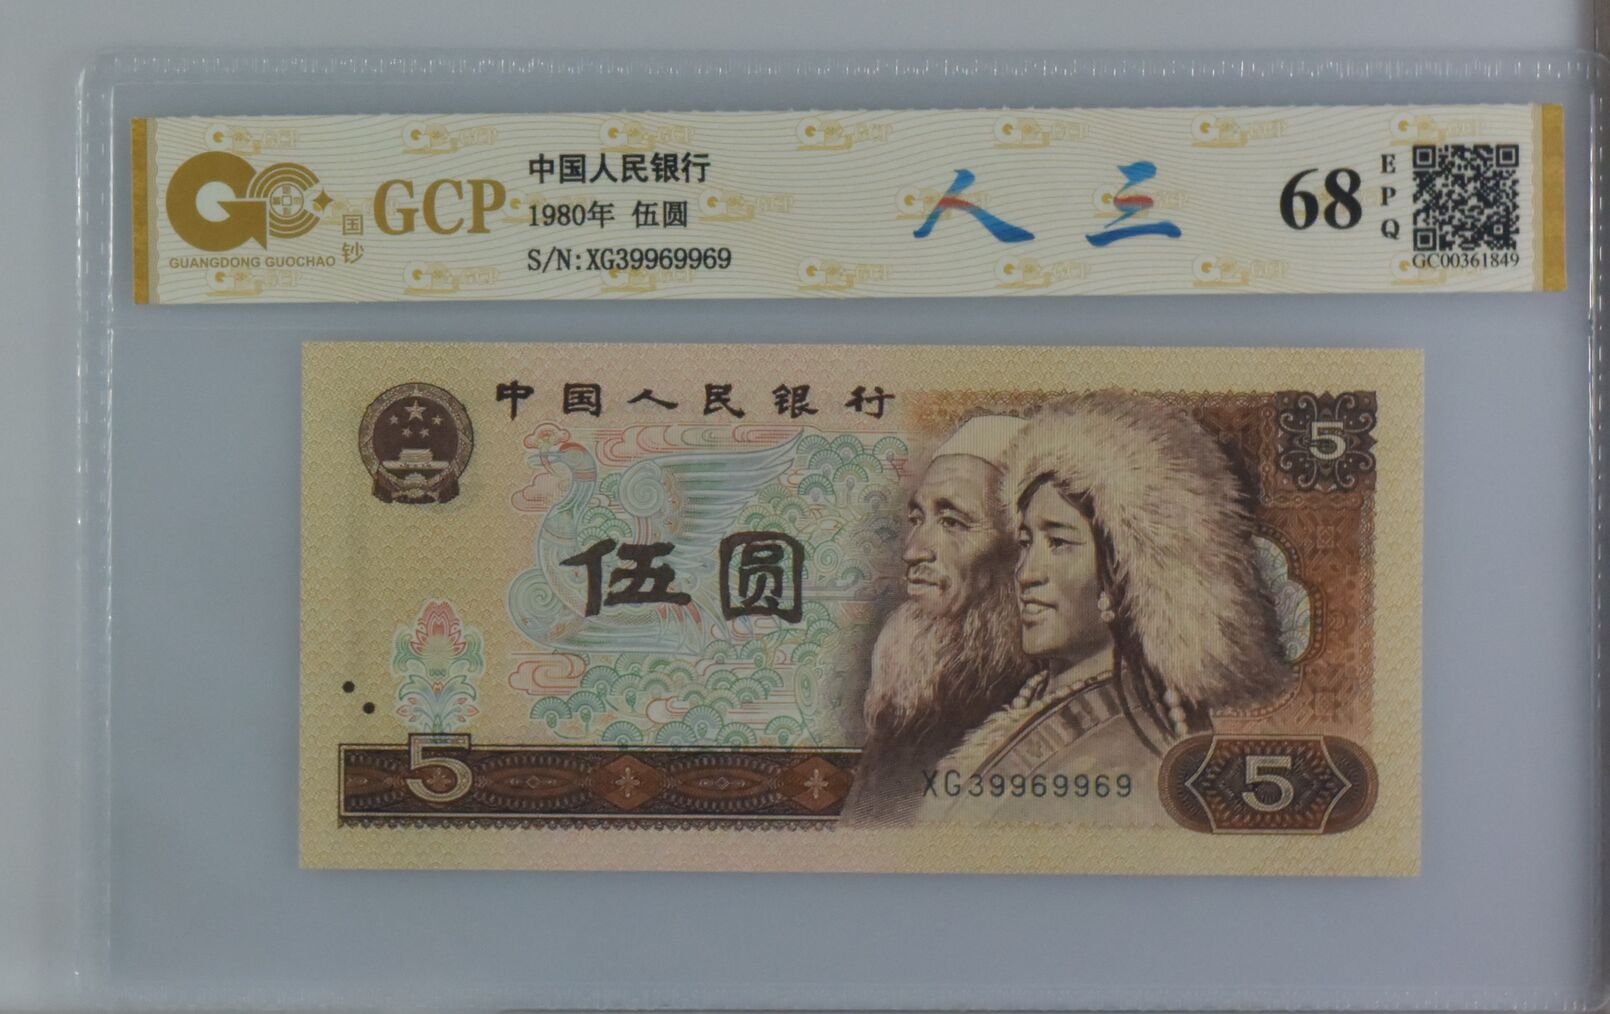 GC
GUANGDONG GUOCHAO
国钞
GCP
中国人民银行
1980年 伍圆
S/N:XG39969969
人三
68
EPQ
GC00361849
中国人民银行
5
伍圆
5
XG39969969
5